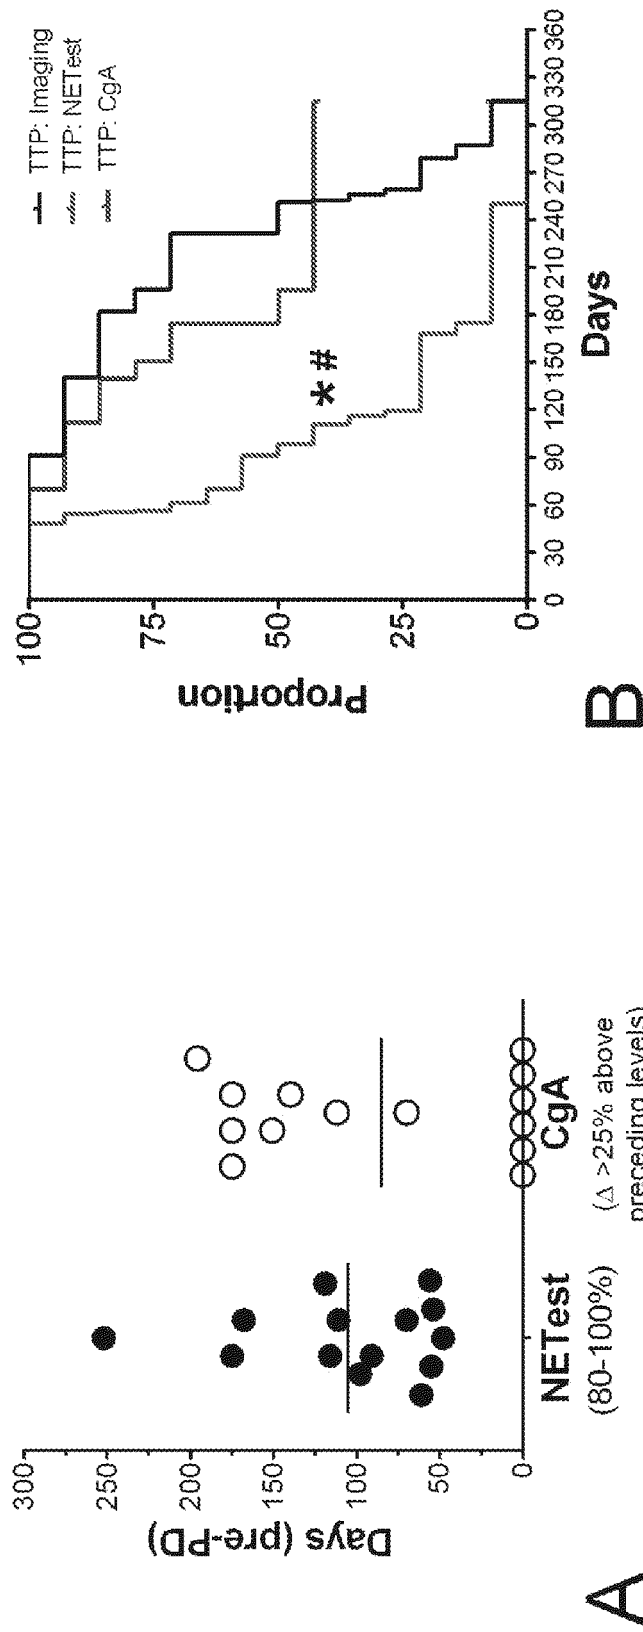 A
Days (pre-PD)
300
250
200
150
100
50
0
NETest
(80-100%)
CgA
(Δ >25% above
preceding levels)
B
Proportion
100
75
50
25
0
TTP: Imaging
TTP: NETest
TTP: CgA
*#
0 30 60 90 120 150 180 210 240 270 300 330 360
Days